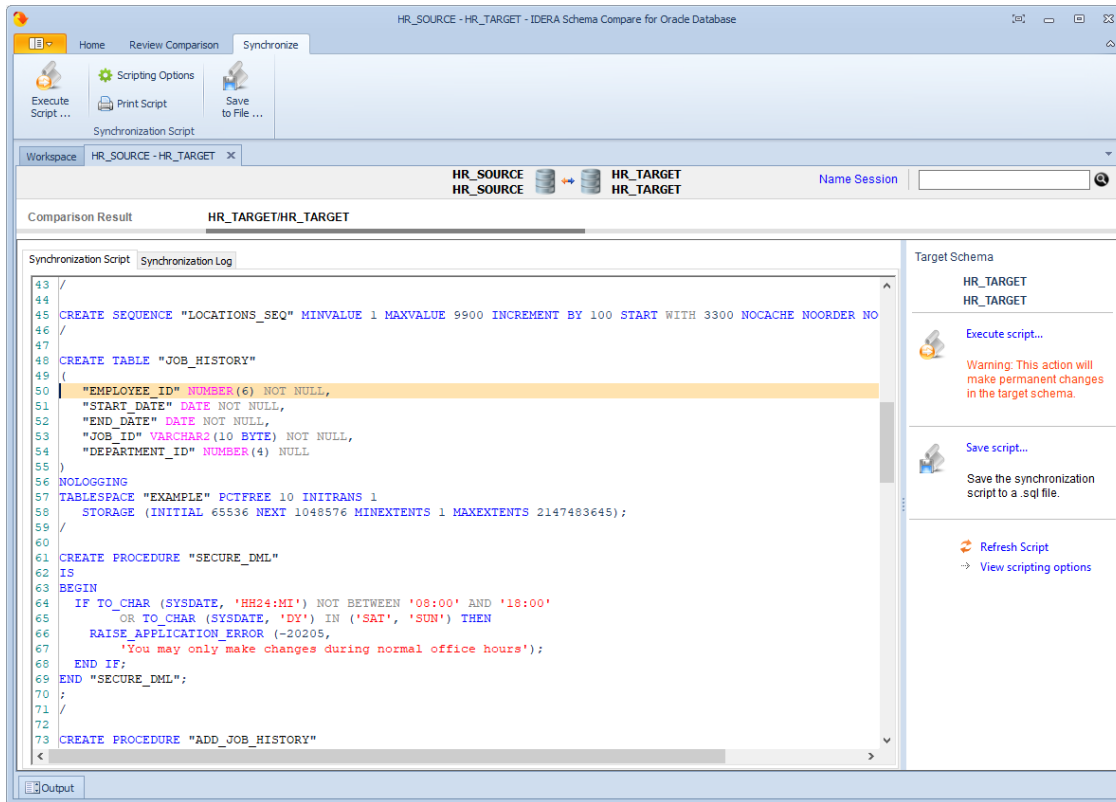 HR_SOURCE - HR_TARGET - IDERA Schema Compare for Oracle Database
Home Review Comparison Synchronize
Execute Script ...
Scripting Options
Print Script
Save to File ...
Synchronization Script
Workspace HR_SOURCE - HR_TARGET
HR_SOURCE HR_TARGET
HR_SOURCE HR_TARGET
Name Session
Comparison Result HR_TARGET/HR_TARGET
Synchronization Script Synchronization Log
43 /
44
45 CREATE SEQUENCE "LOCATIONS_SEQ" MINVALUE 1 MAXVALUE 9900 INCREMENT BY 100 START WITH 3300 NOCACHE NOORDER NO
46 /
47
48 CREATE TABLE "JOB_HISTORY"
49 (
50 "EMPLOYEE_ID" NUMBER(6) NOT NULL,
51 "START_DATE" DATE NOT NULL,
52 "END_DATE" DATE NOT NULL,
53 "JOB_ID" VARCHAR2(10 BYTE) NOT NULL,
54 "DEPARTMENT_ID" NUMBER(4) NULL
55 )
56 NOLOGGING
57 TABLESPACE "EXAMPLE" PCTFREE 10 INITRANS 1
58 STORAGE (INITIAL 65536 NEXT 1048576 MINEXTENTS 1 MAXEXTENTS 2147483645);
59 /
60
61 CREATE PROCEDURE "SECURE_DML"
62 IS
63 BEGIN
64 IF TO_CHAR (SYSDATE, 'HH24:MI') NOT BETWEEN '08:00' AND '18:00'
65 OR TO_CHAR (SYSDATE, 'DY') IN ('SAT', 'SUN') THEN
66 RAISE_APPLICATION_ERROR (-20205,
67 'You may only make changes during normal office hours');
68 END IF;
69 END "SECURE_DML";
70 ;
71 /
72
73 CREATE PROCEDURE "ADD_JOB_HISTORY"
Target Schema
HR_TARGET
HR_TARGET
Execute script...
Warning: This action will
make permanent changes
in the target schema.
Save script...
Save the synchronization
script to a .sql file.
Refresh Script
View scripting options
Output